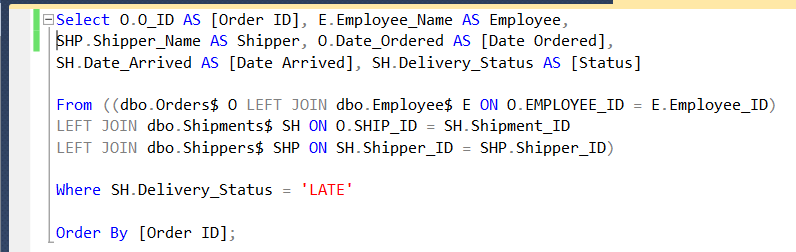 Select O.O_ID AS [Order ID], E.Employee_Name AS Employee,
SHP.Shipper_Name AS Shipper, O.Date_Ordered AS [Date Ordered],
SH.Date_Arrived AS [Date Arrived], SH.Delivery_Status AS [Status]
From ((dbo.Orders$ O LEFT JOIN dbo.Employee$ E ON O.EMPLOYEE_ID = E.Employee_ID)
LEFT JOIN dbo.Shipments$ SH ON O.SHIP_ID = SH.Shipment_ID
LEFT JOIN dbo.Shippers$ SHP ON SH.Shipper_ID = SHP.Shipper_ID)
Where SH.Delivery_Status = 'LATE'
Order By [Order ID];